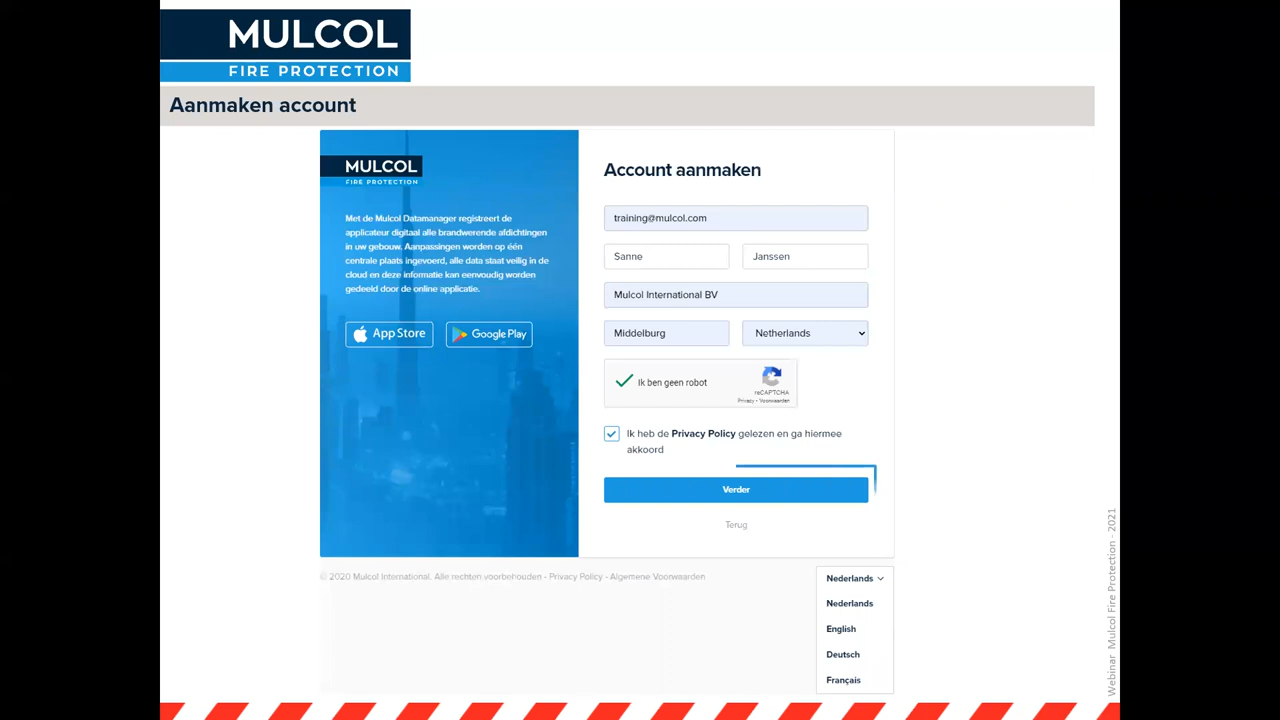 MULCOL
FIRE PROTECTION
Aanmaken account
MULCOL
FIRE PROTECTION
Met de Mulcol Datamanager registreert de
applicateur digitaal alle brandwerende afdichtingen
in uw gebouw. Aanpassingen worden op één
centrale plaats ingevoerd, alle data staat veilig in de
cloud en deze informatie kan eenvoudig worden
gedeeld door de online applicatie.
App Store
Google Play
Account aanmaken
training@mulcol.com
Sanne
Janssen
Mulcol International BV
Middelburg
Netherlands
Ik ben geen robot
reCAPTCHA
Privacy - Voorwaarden
Ik heb de Privacy Policy gelezen en ga hiermee
akkoord
Verder
Terug
© 2020 Mulcol International. Alle rechten voorbehouden - Privacy Policy - Algemene Voorwaarden
Nederlands
Nederlands
English
Deutsch
Français
Webinar Mulcol Fire Protection - 2021